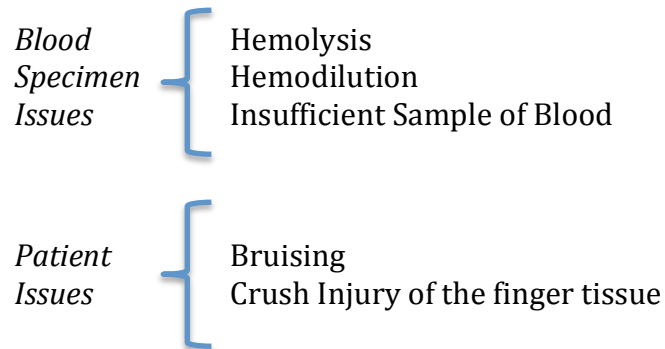 Blood Hemolysis
Specimen Hemodilution
Issues Insufficient Sample of Blood
Patient Bruising
Issues Crush Injury of the finger tissue